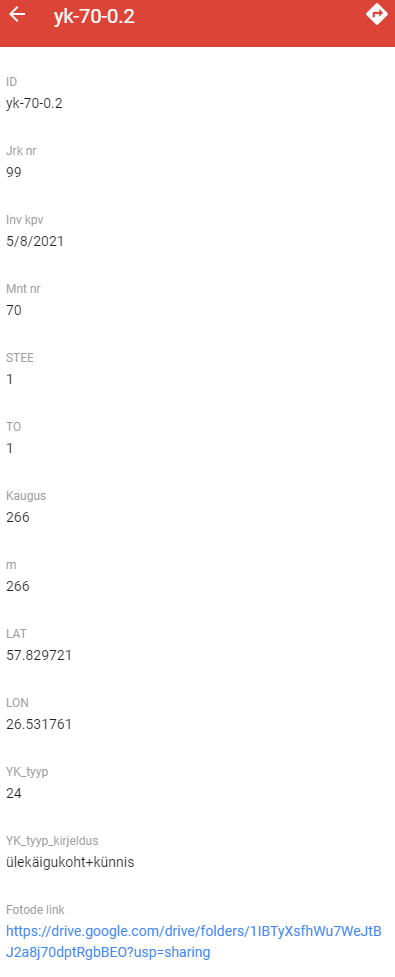 yk-70-0.2
ID
yk-70-0.2
Jrk nr
99
Inv kpv
5/8/2021
Mnt nr
70
STEE
1
TO
1
Kaugus
266
m
266
LAT
57.829721
LON
26.531761
YK_tyyp
24
YK_tyyp_kirjeldus
ülekäigukoht+künnis
Fotode link
https://drive.google.com/drive/folders/1IBTyXsfhWu7WeJtB
J2a8j70dptRgbBEO?usp=sharing